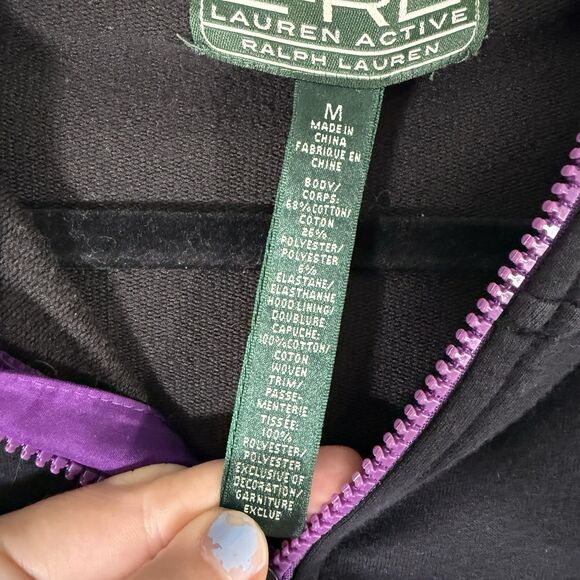 LAUREN ACTIVE
RALPH LAUREN
M
MADE IN
CHINA
FABRIQUE EN
CHINE
BODY/
CORPS:
68%COTTON/
COTON
26%
POLYESTER/
POLYESTER
6%
ELASTANE/
ELASTHANNE
HOOD LINING/
DOUBLURE
CAPUCHE:
100%COTTON/
COTON
WOVEN
TRIM/
PASSE-
MENTERIE
TISSÉE:
100%
POLYESTER/
POLYESTER
EXCLUSIVE OF
DECORATION/
GARNITURE
EXCLUE